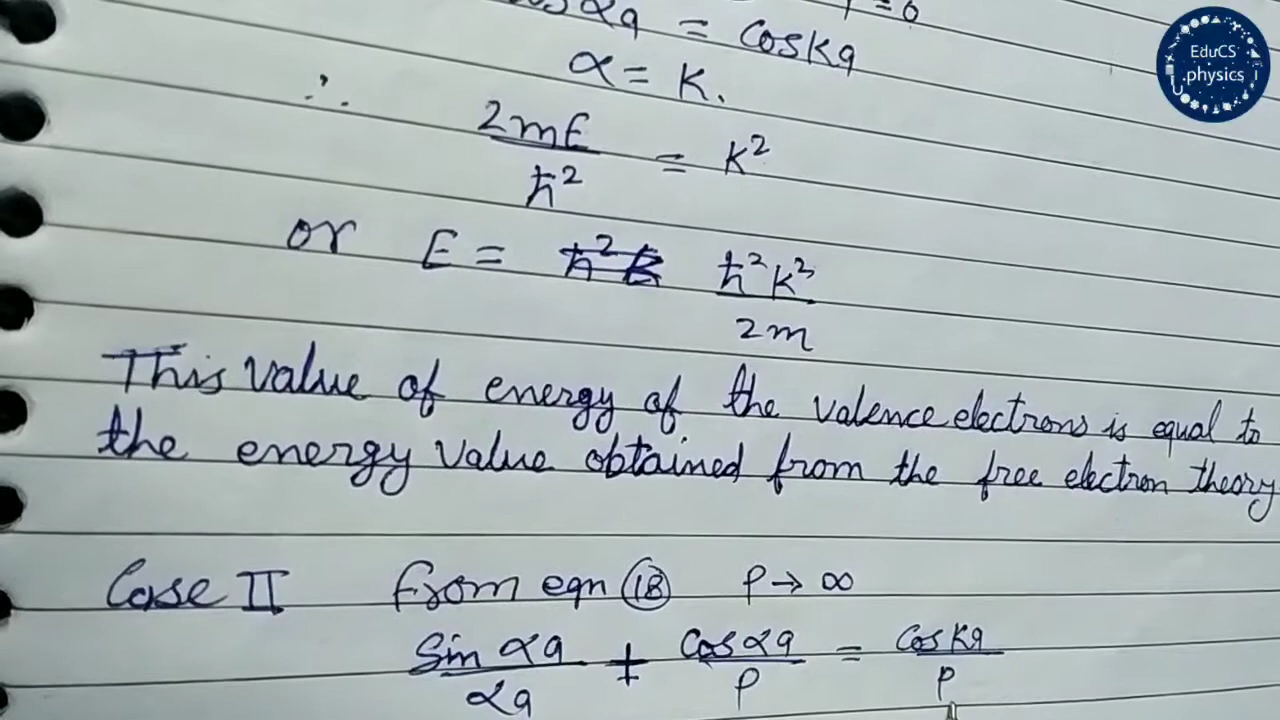 P = 0
cos αa = cos Ka
α = K.
∴ 2mE / ħ² = K²
or E = ħ²K² / 2m
This value of energy of the valence electrons is equal to
the energy value obtained from the free electron theory
Case II From eqn (18) P → ∞
Sin αa / αa + Cos αa / P = Cos Ka / P
EduCS
.physics